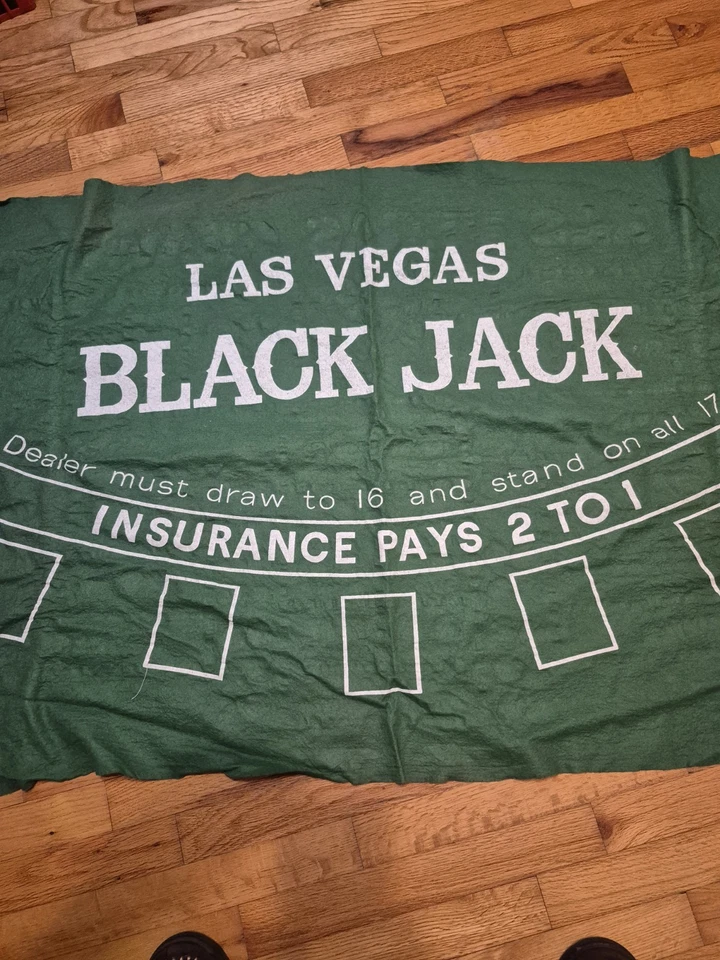 LAS VEGAS
BLACK JACK
Dealer must draw to 16 and stand on all 17
INSURANCE PAYS 2 TO 1